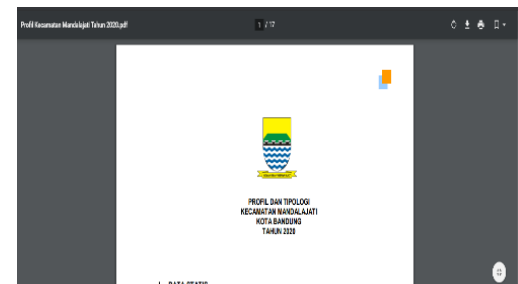 Profil Kecamatan Mandalajati Tahun 2020.pdf
1 / 17
PROFIL DAN TIPOLOGI
KECAMATAN MANDALAJATI
KOTA BANDUNG
TAHUN 2020